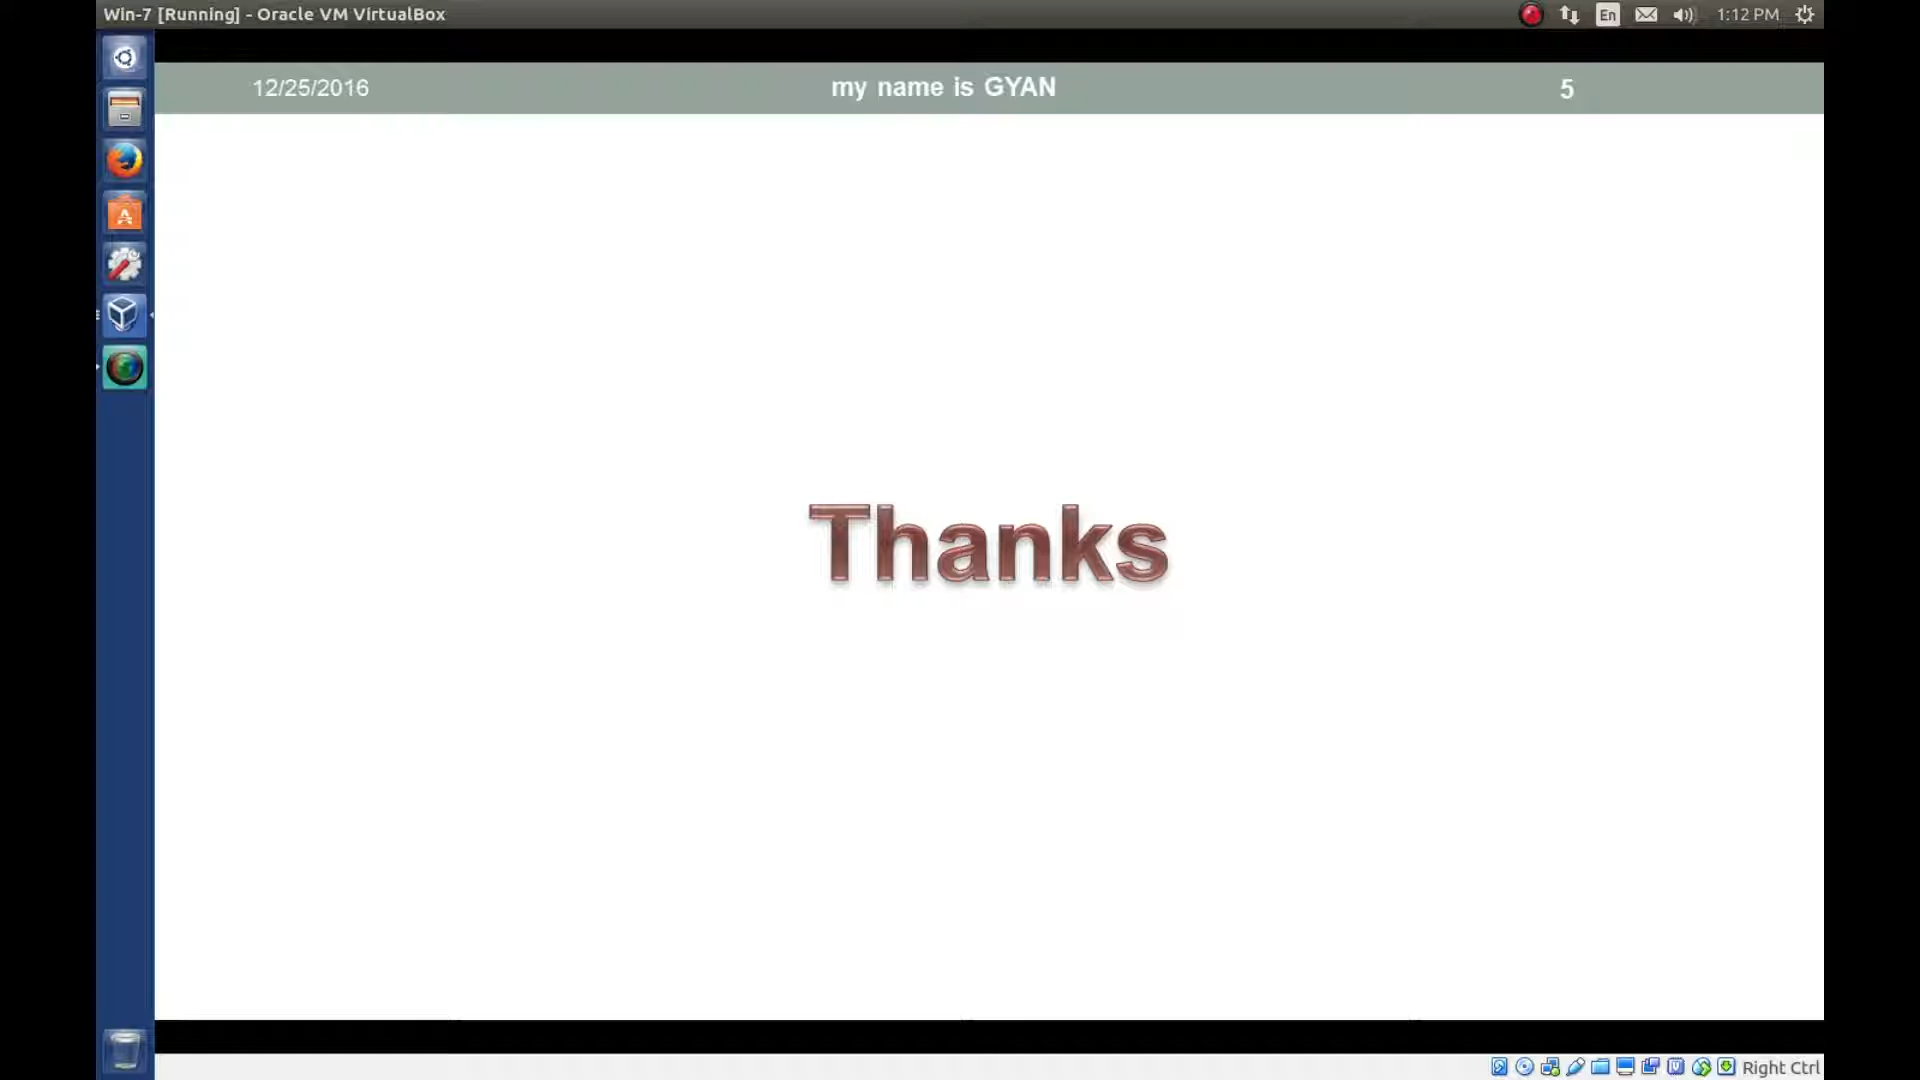 Win-7 [Running] - Oracle VM VirtualBox
En
1:12 PM
12/25/2016
my name is GYAN
5
Thanks
Right Ctrl